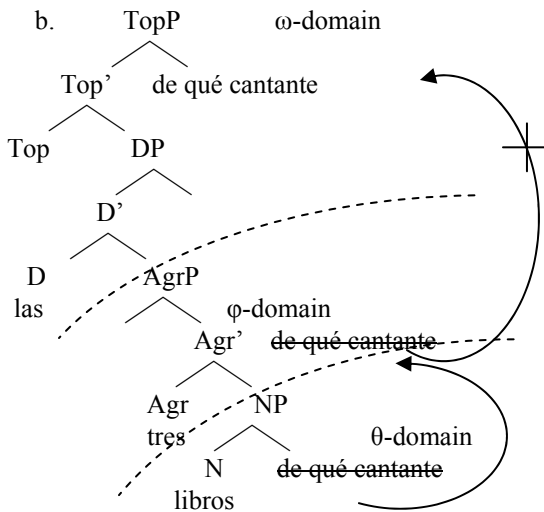 b. TopP ω-domain
Top’ de qué cantante
Top DP
D’
D AgrP
las φ-domain
Agr’ de qué cantante
Agr NP
tres θ-domain
N de qué cantante
libros